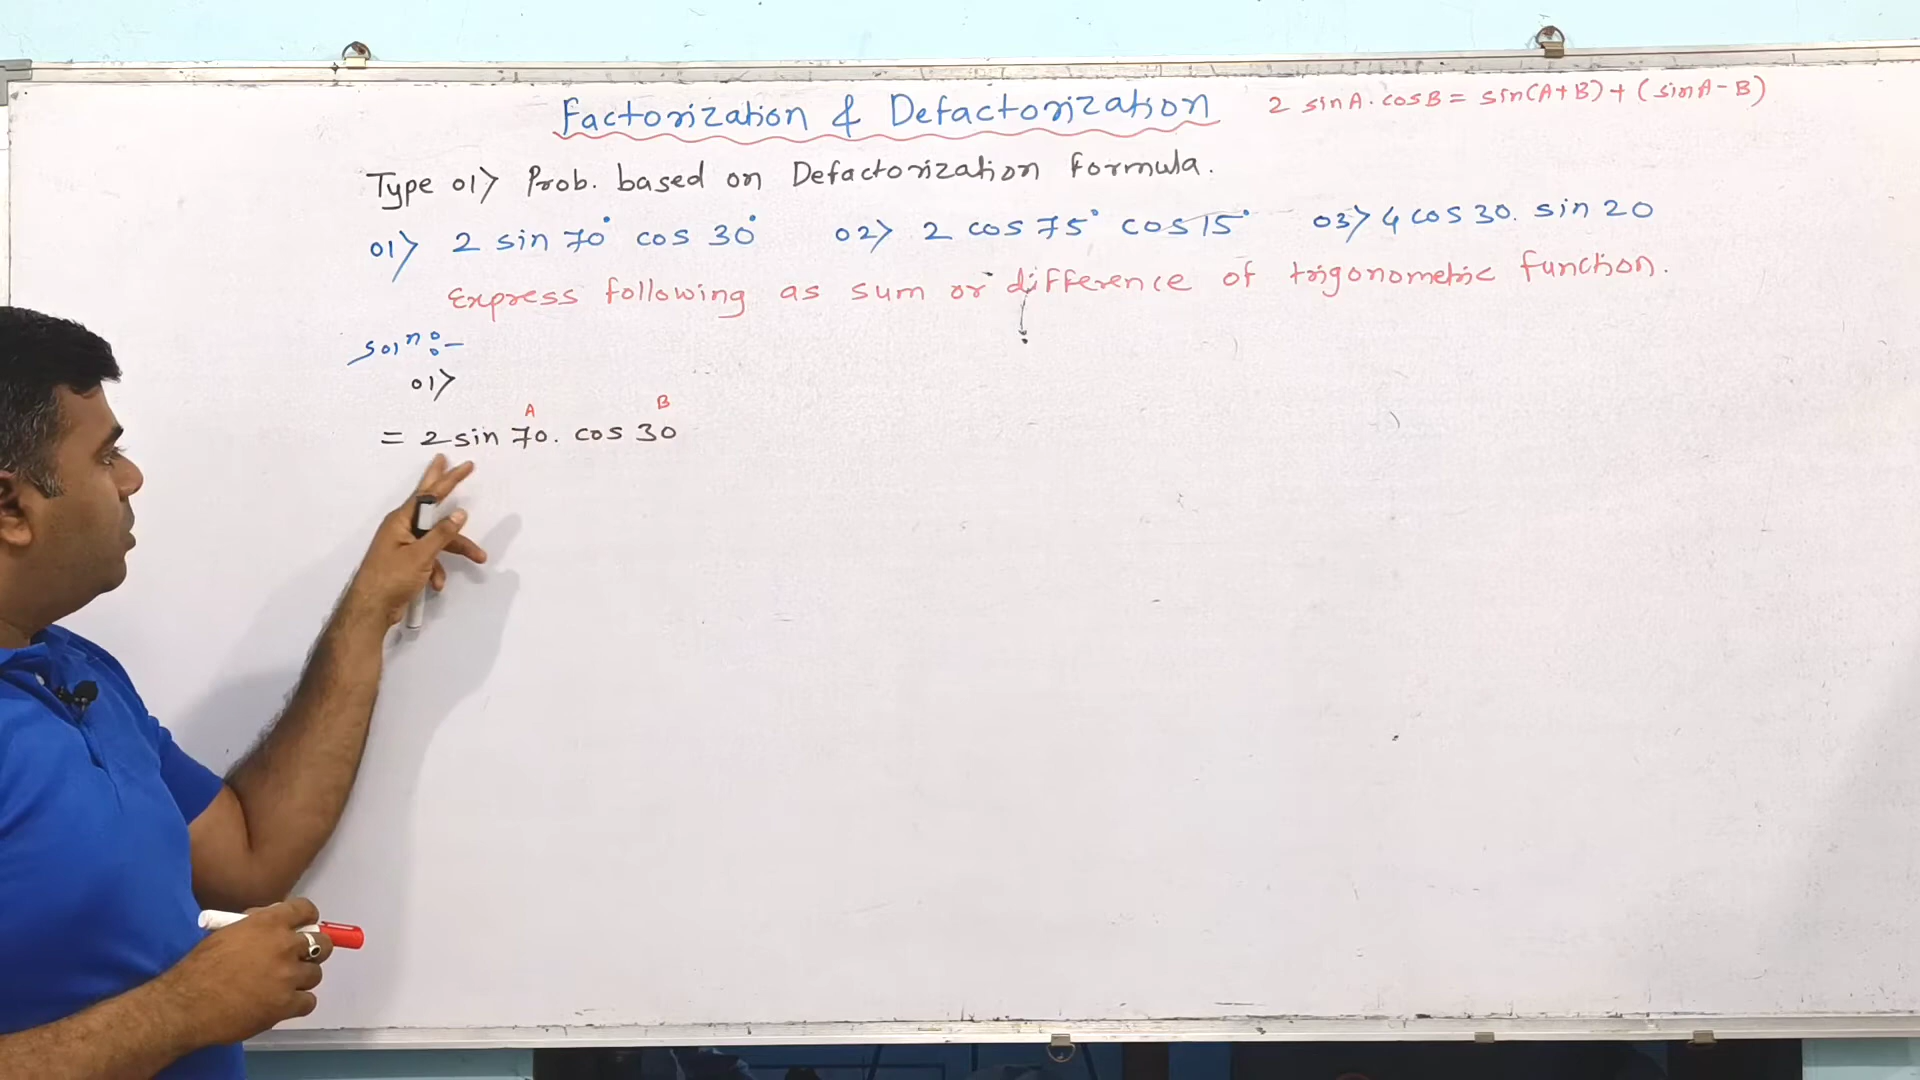 Factorization & Defactorization
2 sinA · cosB = sin(A+B) + (sinA - B)
Type 01> Prob. based on Defactorization Formula.
01> 2 sin 70° cos 30° 02> 2 cos 75° cos 15° 03> 4 cos 30. sin 20
Express following as sum or difference of trigonometric function.
Soln :-
01>
A B
= 2 sin 70. cos 30